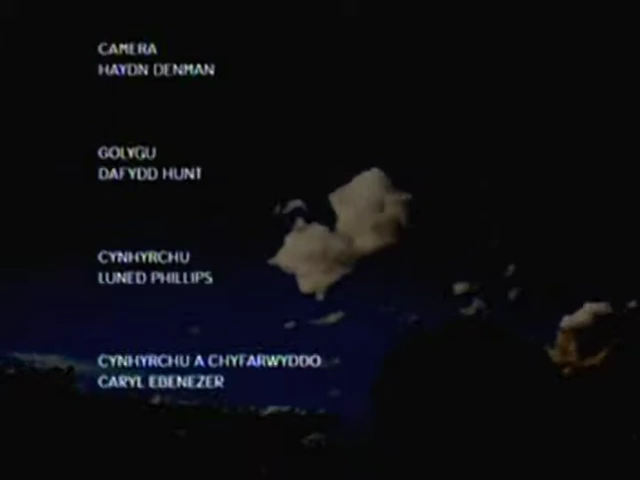 CAMERA
HAYDN DENMAN
GOLYGU
DAFYDD HUNT
CYNHYRCHU
LUNED PHILLIPS
CYNHYRCHU A CHYFARWYDDO
CARYL EBENEZER